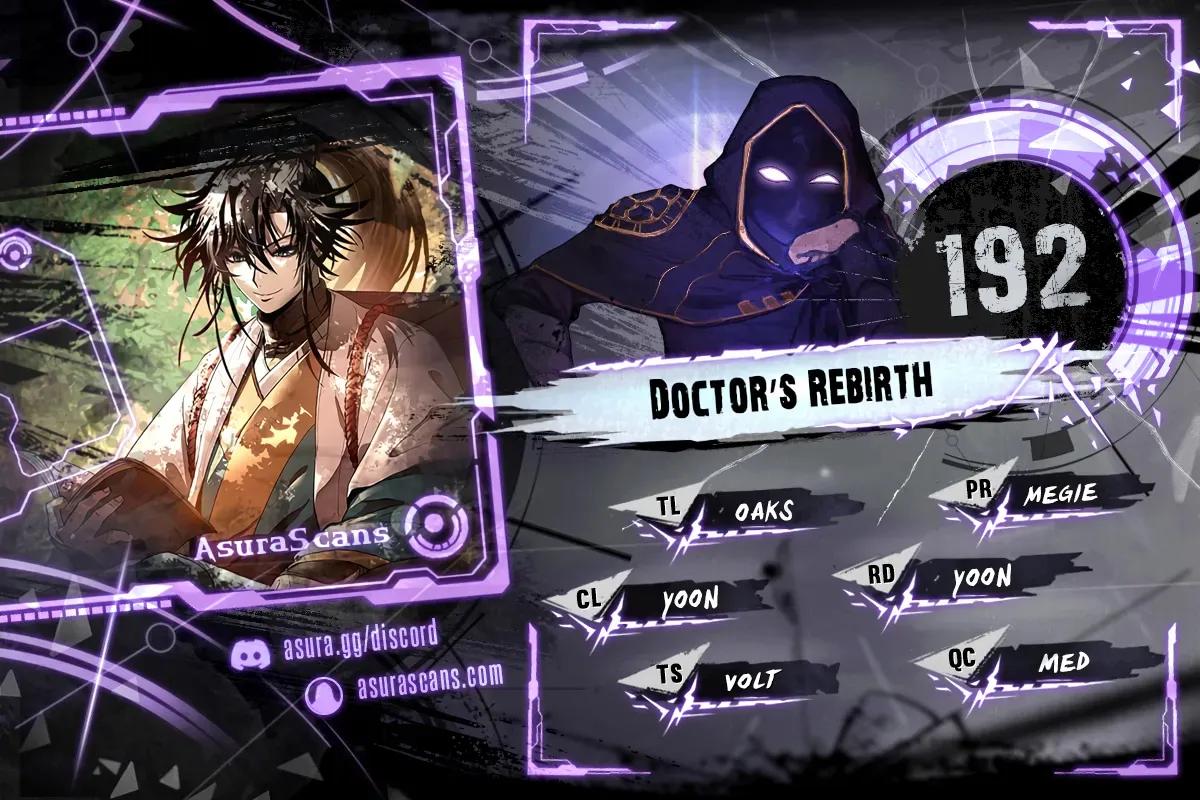 192
DOCTOR'S REBIRTH
TL OAKS
PR MEGIE
CL YOON
RD YOON
TS VOLT
QC MED
AsuraScans
asura.gg/discord
asurascans.com